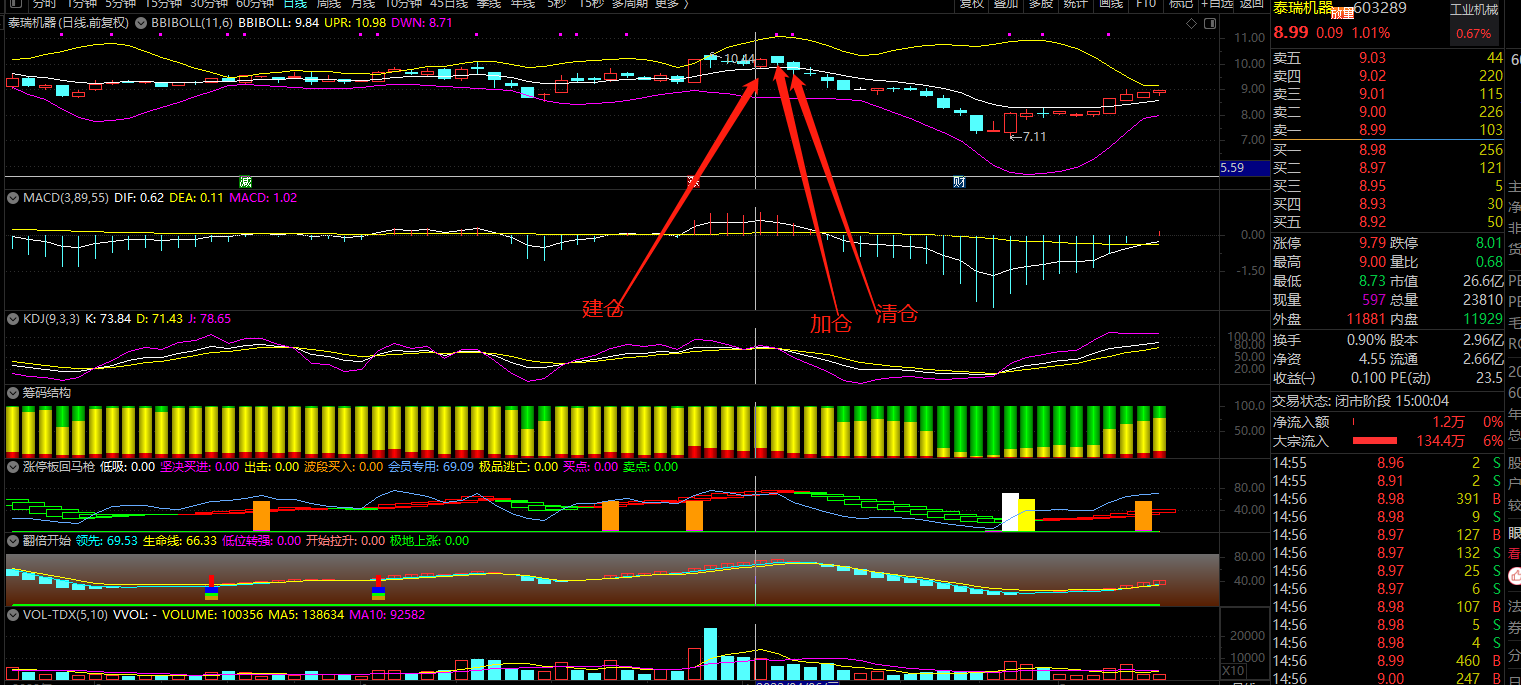 分时 1分钟 5分钟 15分钟 30分钟 60分钟 日线 周线 月线 10分钟 45日线 季线 年线 5秒 15秒 多周期 更多 〉
复权 叠加 多股 统计 画线 F10 标记 +自选 返回
泰瑞机器(日线.前复权) BBIBOLL(11,6) BBIBOLL: 9.84 UPR: 10.98 DWN: 8.71
11.00
10.44
10.00
9.00
8.00
←7.11
7.00
5.59
减
财
MACD(3,89,55) DIF: 0.62 DEA: 0.11 MACD: 1.02
0.00
-1.50
建仓
加仓
清仓
KDJ(9,3,3) K: 73.84 D: 71.43 J: 78.65
100.00
80.00
50.00
20.00
筹码结构
100.0
50.00
涨停板回马枪 低吸: 0.00 坚决买进: 0.00 出击: 0.00 波段买入: 0.00 会员专用: 69.09 极品逃亡: 0.00 买点: 0.00 卖点: 0.00
80.00
40.00
翻倍开始 领先: 69.53 生命线: 66.33 低位转强: 0.00 开始拉升: 0.00 极地上涨: 0.00
80.00
40.00
VOL-TDX(5,10) VVOL: - VOLUME: 100356 MA5: 138634 MA10: 92582
20000
10000
X10
泰瑞机器 放量 603289
工业机械
8.99 0.09 1.01%
0.67%
卖五 9.03 44
卖四 9.02 220
卖三 9.01 115
卖二 9.00 226
卖一 8.99 103
买一 8.98 256
买二 8.97 121
买三 8.95 5
买四 8.93 30
买五 8.92 50
涨停 9.79 跌停 8.01
最高 9.00 量比 0.68
最低 8.73 市值 26.6亿
现量 597 总量 23810
外盘 11881 内盘 11929
换手 0.90% 股本 2.96亿
净资 4.55 流通 2.66亿
收益(一) 0.100 PE(动) 23.5
交易状态: 闭市阶段 15:00:04
净流入额 1.2万 0%
大宗流入 134.4万 6%
14:55 8.96 2 S
14:55 8.91 2 S
14:56 8.98 391 B
14:56 8.98 9 S
14:56 8.97 127 B
14:56 8.97 132 S
14:56 8.97 25 S
14:56 8.97 6 S
14:56 8.98 107 B
14:56 8.98 5 S
14:56 8.98 4 S
14:56 8.99 460 B
14:56 9.00 247 B